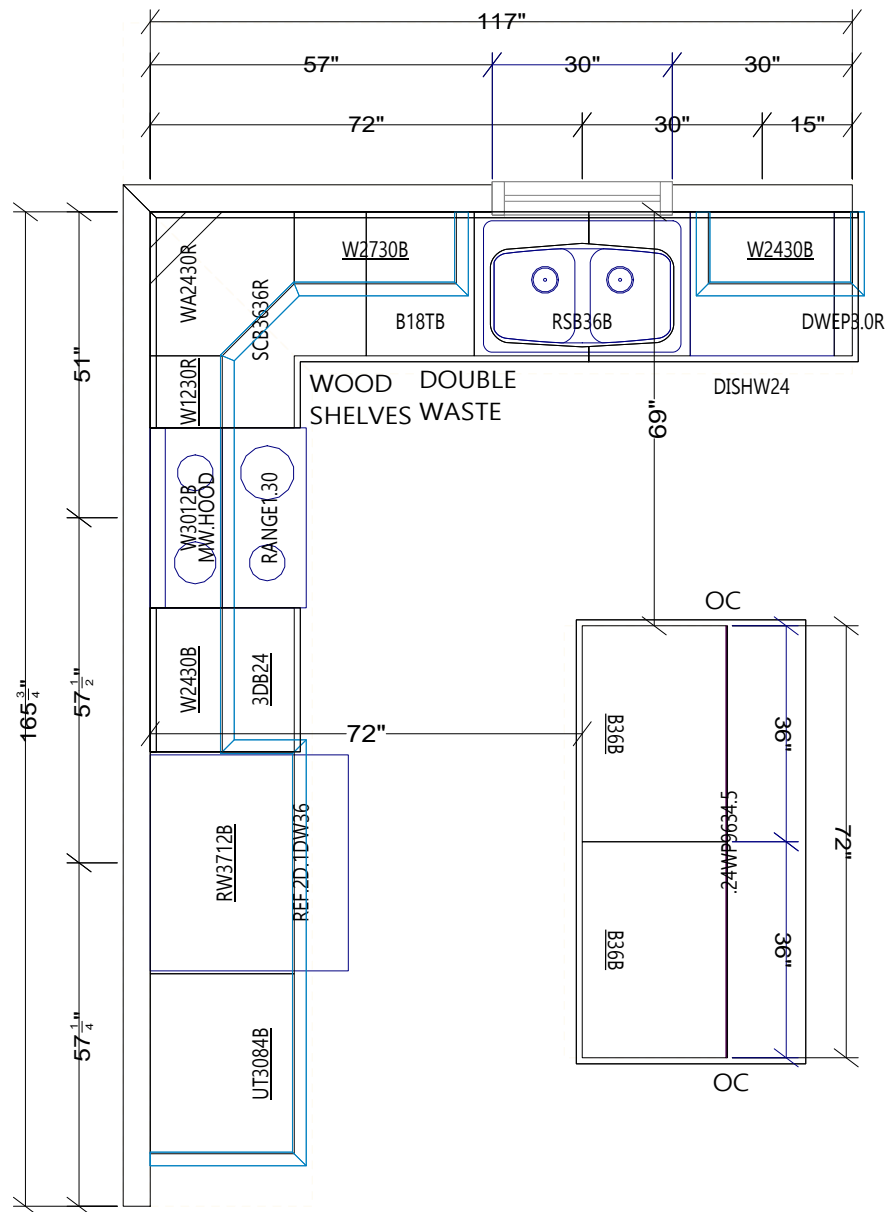 117"
57"
30"
30"
72"
30"
15"
W2730B
W2430B
WA2430R
SCB3636R
B18TB
RSB36B
DWEP3.0R
51"
W1230R
WOOD
SHELVES
DOUBLE
WASTE
DISHW24
69"
W3012B
MW.HOOD
RANGE1.30
OC
165 3/4"
57 1/2"
W2430B
3DB24
72"
B36B
36"
.24WP9634.5
72"
RW3712B
REF.2D.1DW36
B36B
36"
57 1/4"
UT3084B
OC